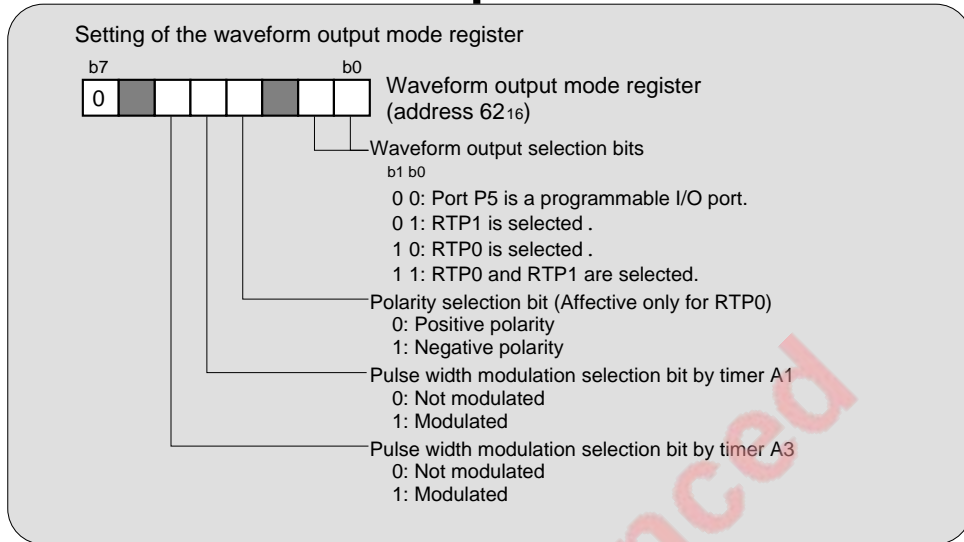 Setting of the waveform output mode register
b7 b0
0
Waveform output mode register
(address 6216)
Waveform output selection bits
b1 b0
0 0: Port P5 is a programmable I/O port.
0 1: RTP1 is selected .
1 0: RTP0 is selected .
1 1: RTP0 and RTP1 are selected.
Polarity selection bit (Affective only for RTP0)
0: Positive polarity
1: Negative polarity
Pulse width modulation selection bit by timer A1
0: Not modulated
1: Modulated
Pulse width modulation selection bit by timer A3
0: Not modulated
1: Modulated